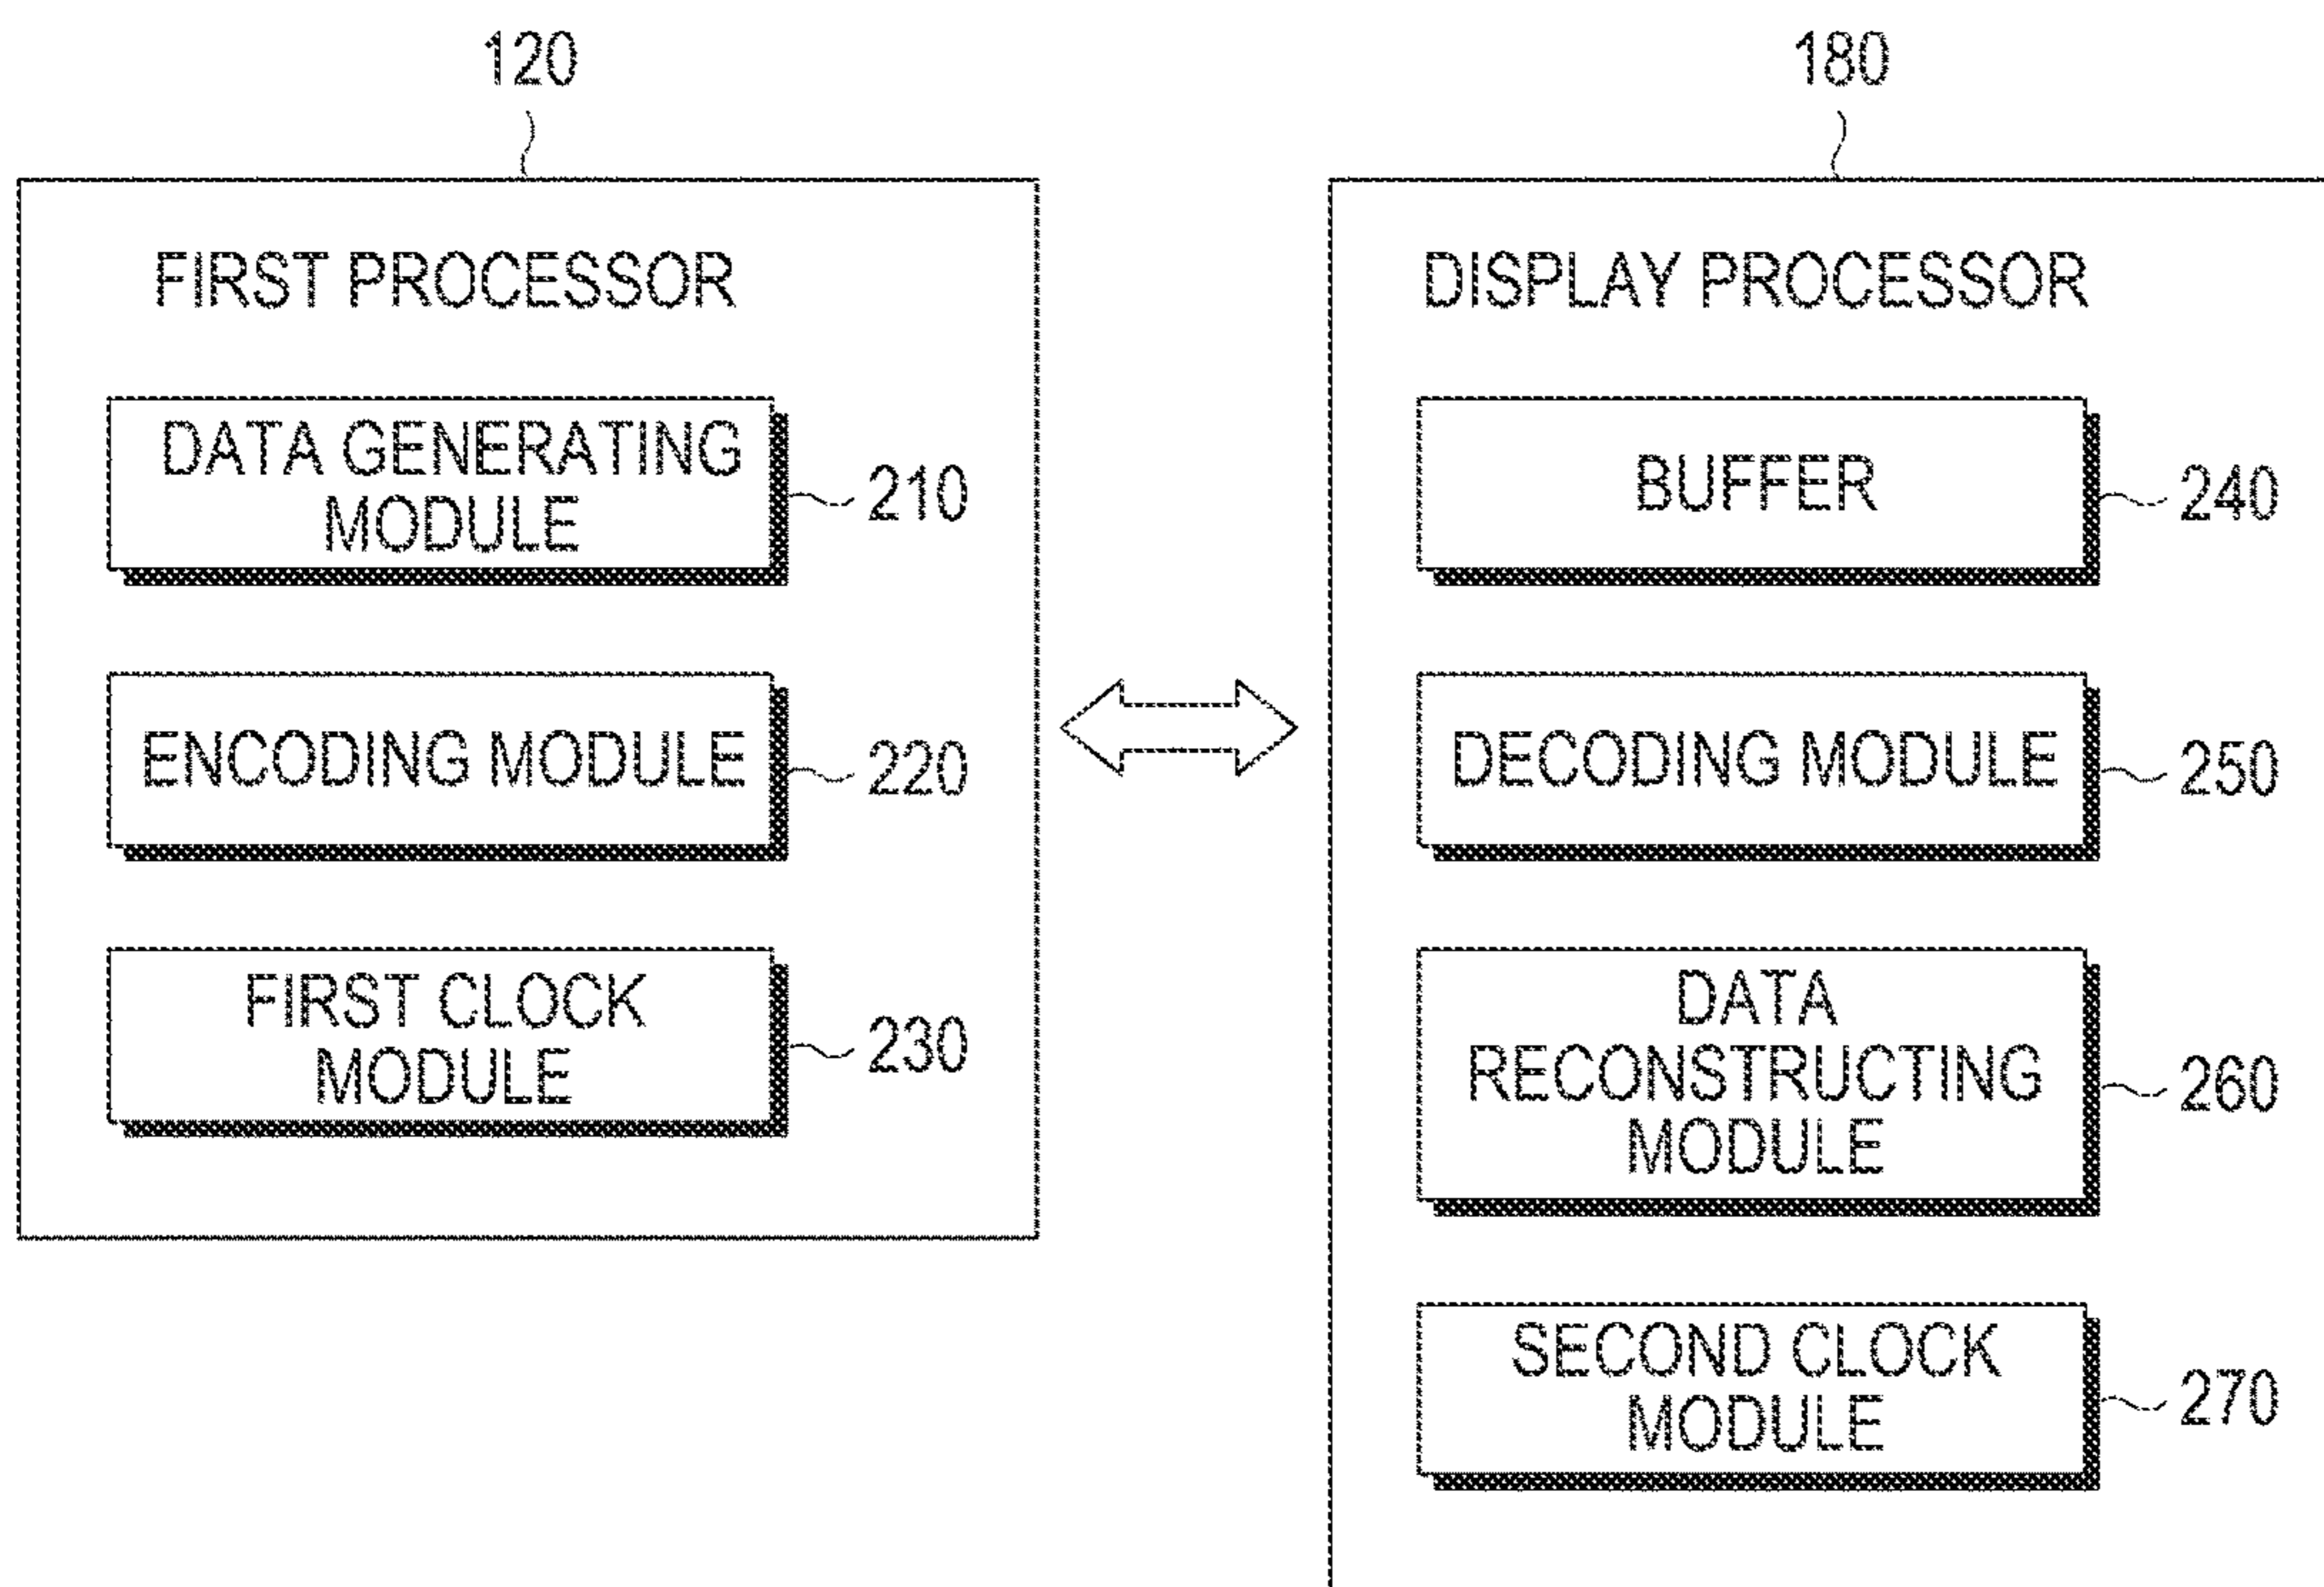 120
FIRST PROCESSOR
DATA GENERATING
MODULE
210
ENCODING MODULE
220
FIRST CLOCK
MODULE
230
180
DISPLAY PROCESSOR
BUFFER
240
DECODING MODULE
250
DATA
RECONSTRUCTING
MODULE
260
SECOND CLOCK
MODULE
270